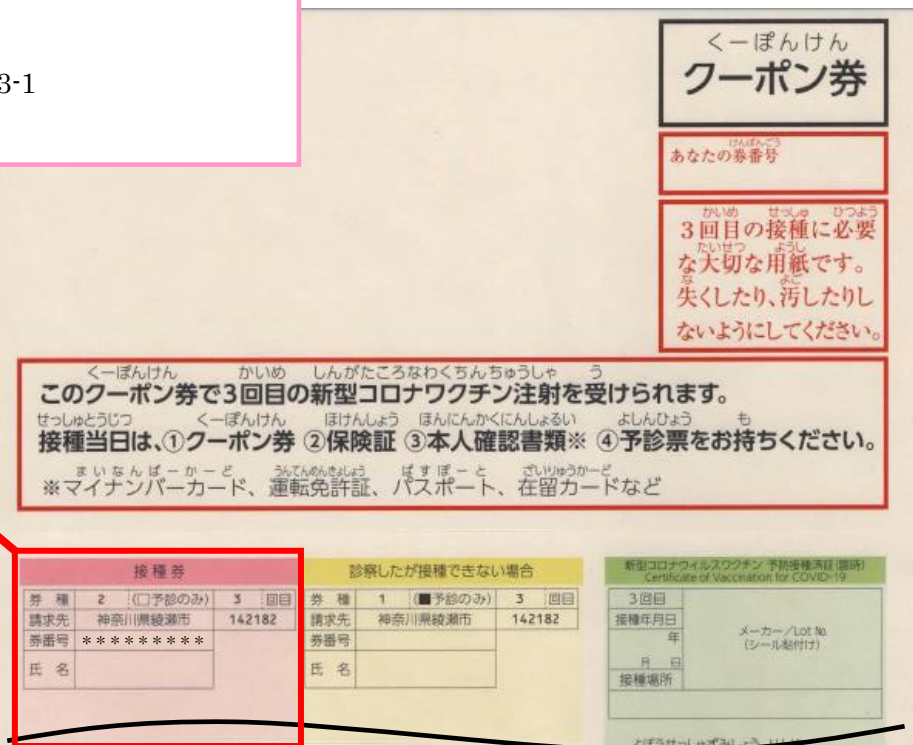 3-1
くーぽんけん
クーポン券
けんばんごう
あなたの券番号
かいめ せっしゅ ひつよう
3回目の接種に必要
たいせつ ようし
な大切な用紙です。
な よご
失くしたり、汚したりし
ないようにしてください。
くーぽんけん かいめ しんがたころなわくちんちゅうしゃ う
このクーポン券で3回目の新型コロナワクチン注射を受けられます。
せっしゅとうじつ くーぽんけん ほけんしょう ほんにんかくにんしょるい よしんひょう も
接種当日は、①クーポン券 ②保険証 ③本人確認書類※ ④予診票をお持ちください。
まいなんばーかーど うんてんめんきょしょう ぱすぽーと ざいりゅうかーど
※マイナンバーカード、運転免許証、パスポート、在留カードなど
接種券
券種 2 (□予診のみ) 3 回目
請求先 神奈川県綾瀬市 142182
券番号 *********
氏名
診察したが接種できない場合
券種 1 (■予診のみ) 3 回目
請求先 神奈川県綾瀬市 142182
券番号
氏名
新型コロナウイルスワクチン 予防接種済証(臨時)
Certificate of Vaccination for COVID-19
3回目
接種年月日
年
月 日
メーカー/Lot No.
(シール貼付け)
接種場所